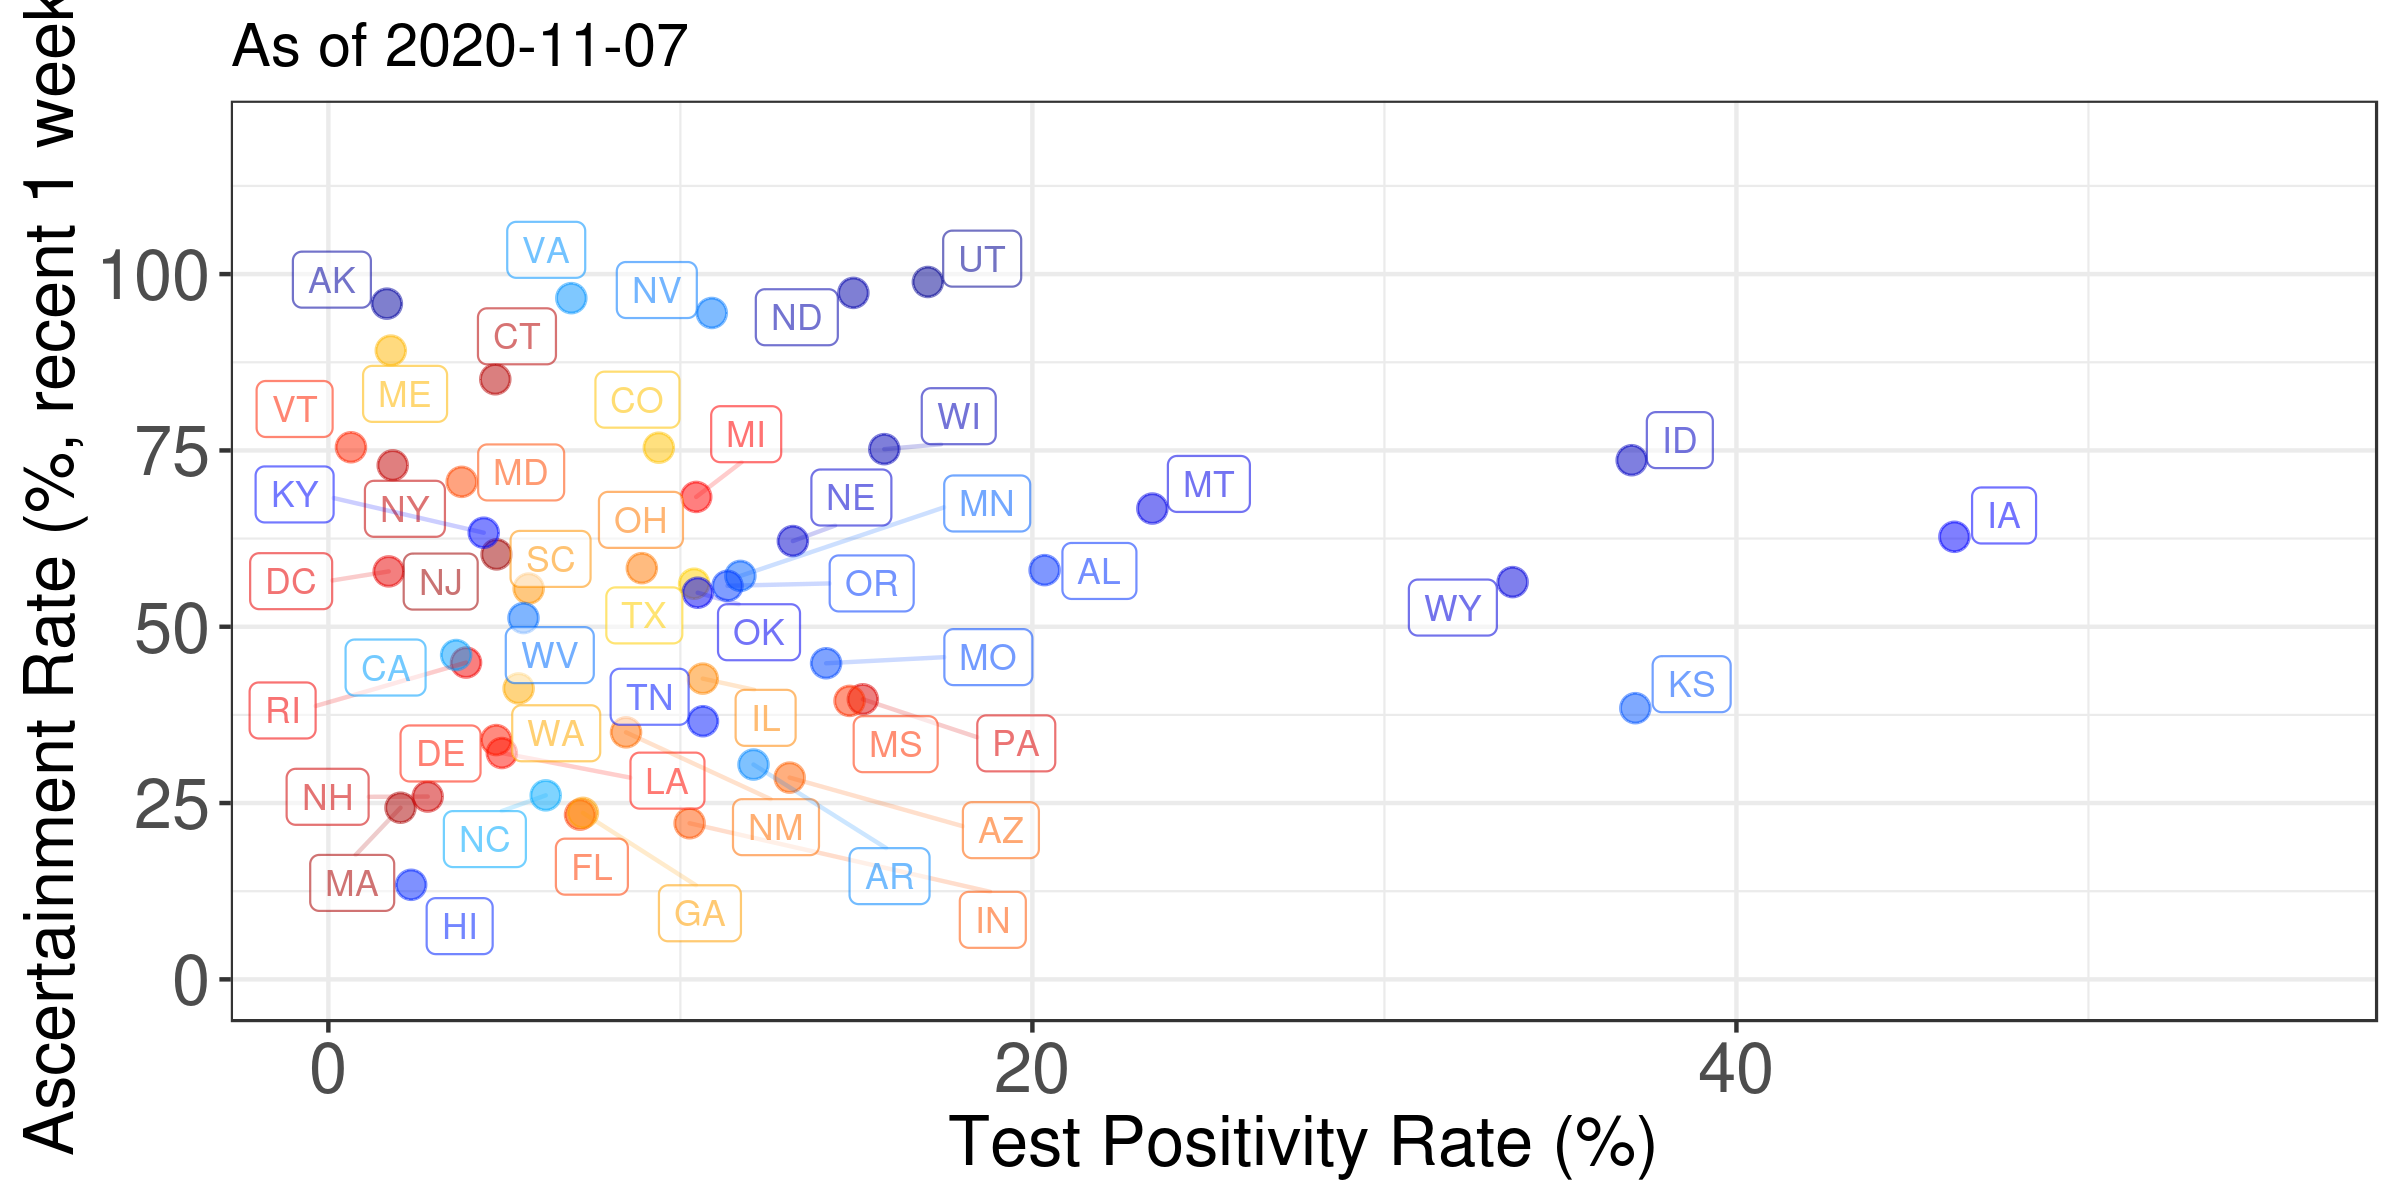 As of 2020-11-07
Ascertainment Rate (%, recent 1 week
100
75
50
25
0
AK
VA
NV
ND
UT
CT
ME
VT
CO
MI
WI
ID
KY
NY
MD
OH
NE
MN
MT
IA
DC
NJ
SC
TX
OR
OK
AL
WY
CA
WV
MO
KS
RI
TN
IL
DE
WA
MS
PA
NH
LA
NC
NM
AZ
MA
FL
AR
HI
GA
IN
0
20
40
Test Positivity Rate (%)